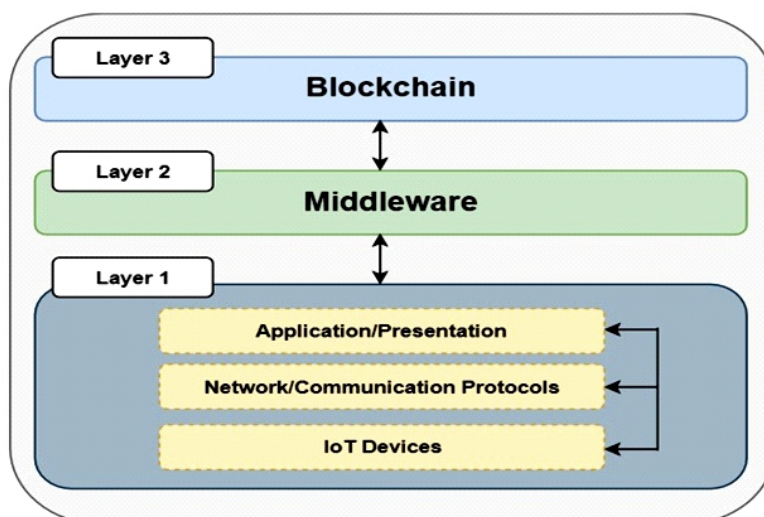 Layer 3
Blockchain
Layer 2
Middleware
Layer 1
Application/Presentation
Network/Communication Protocols
IoT Devices